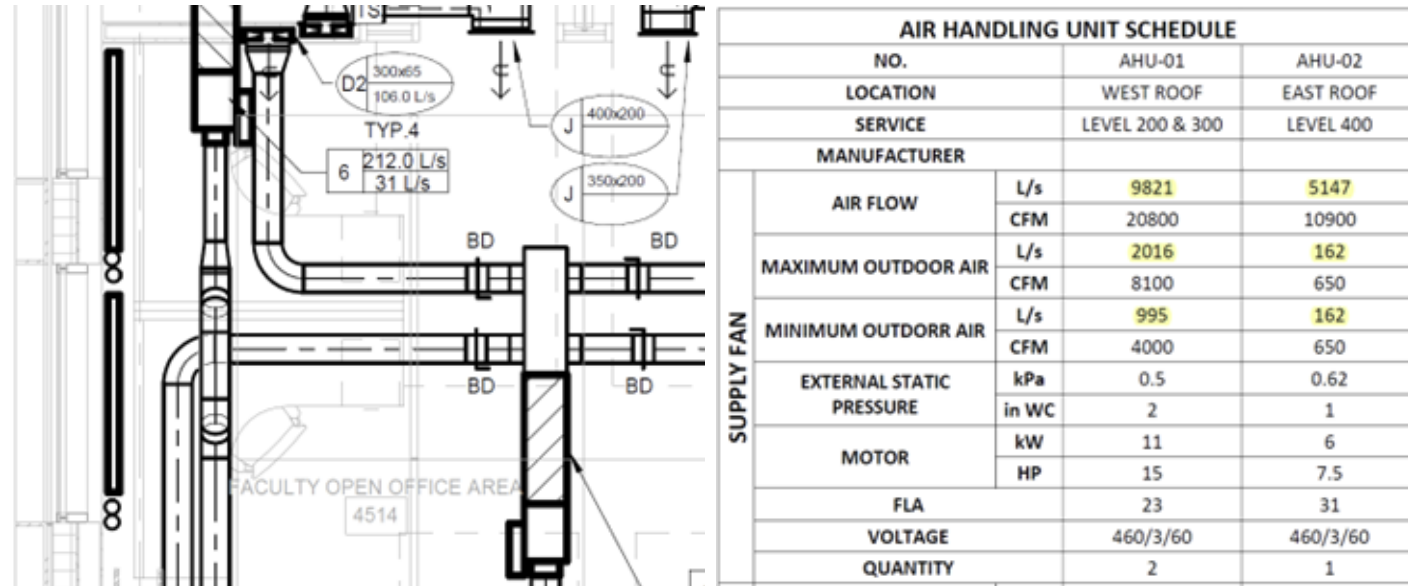 TS
D2 300x65
106.0 L/s
TYP.4
6 212.0 L/s
31 L/s
J 400x200
J 350x200
BD BD
BD BD
FACULTY OPEN OFFICE AREA
4514
AIR HANDLING UNIT SCHEDULE
NO. AHU-01 AHU-02
LOCATION WEST ROOF EAST ROOF
SERVICE LEVEL 200 & 300 LEVEL 400
MANUFACTURER
SUPPLY FAN
AIR FLOW L/s 9821 5147
CFM 20800 10900
MAXIMUM OUTDOOR AIR L/s 2016 162
CFM 8100 650
MINIMUM OUTDORR AIR L/s 995 162
CFM 4000 650
EXTERNAL STATIC PRESSURE kPa 0.5 0.62
in WC 2 1
MOTOR kW 11 6
HP 15 7.5
FLA 23 31
VOLTAGE 460/3/60 460/3/60
QUANTITY 2 1